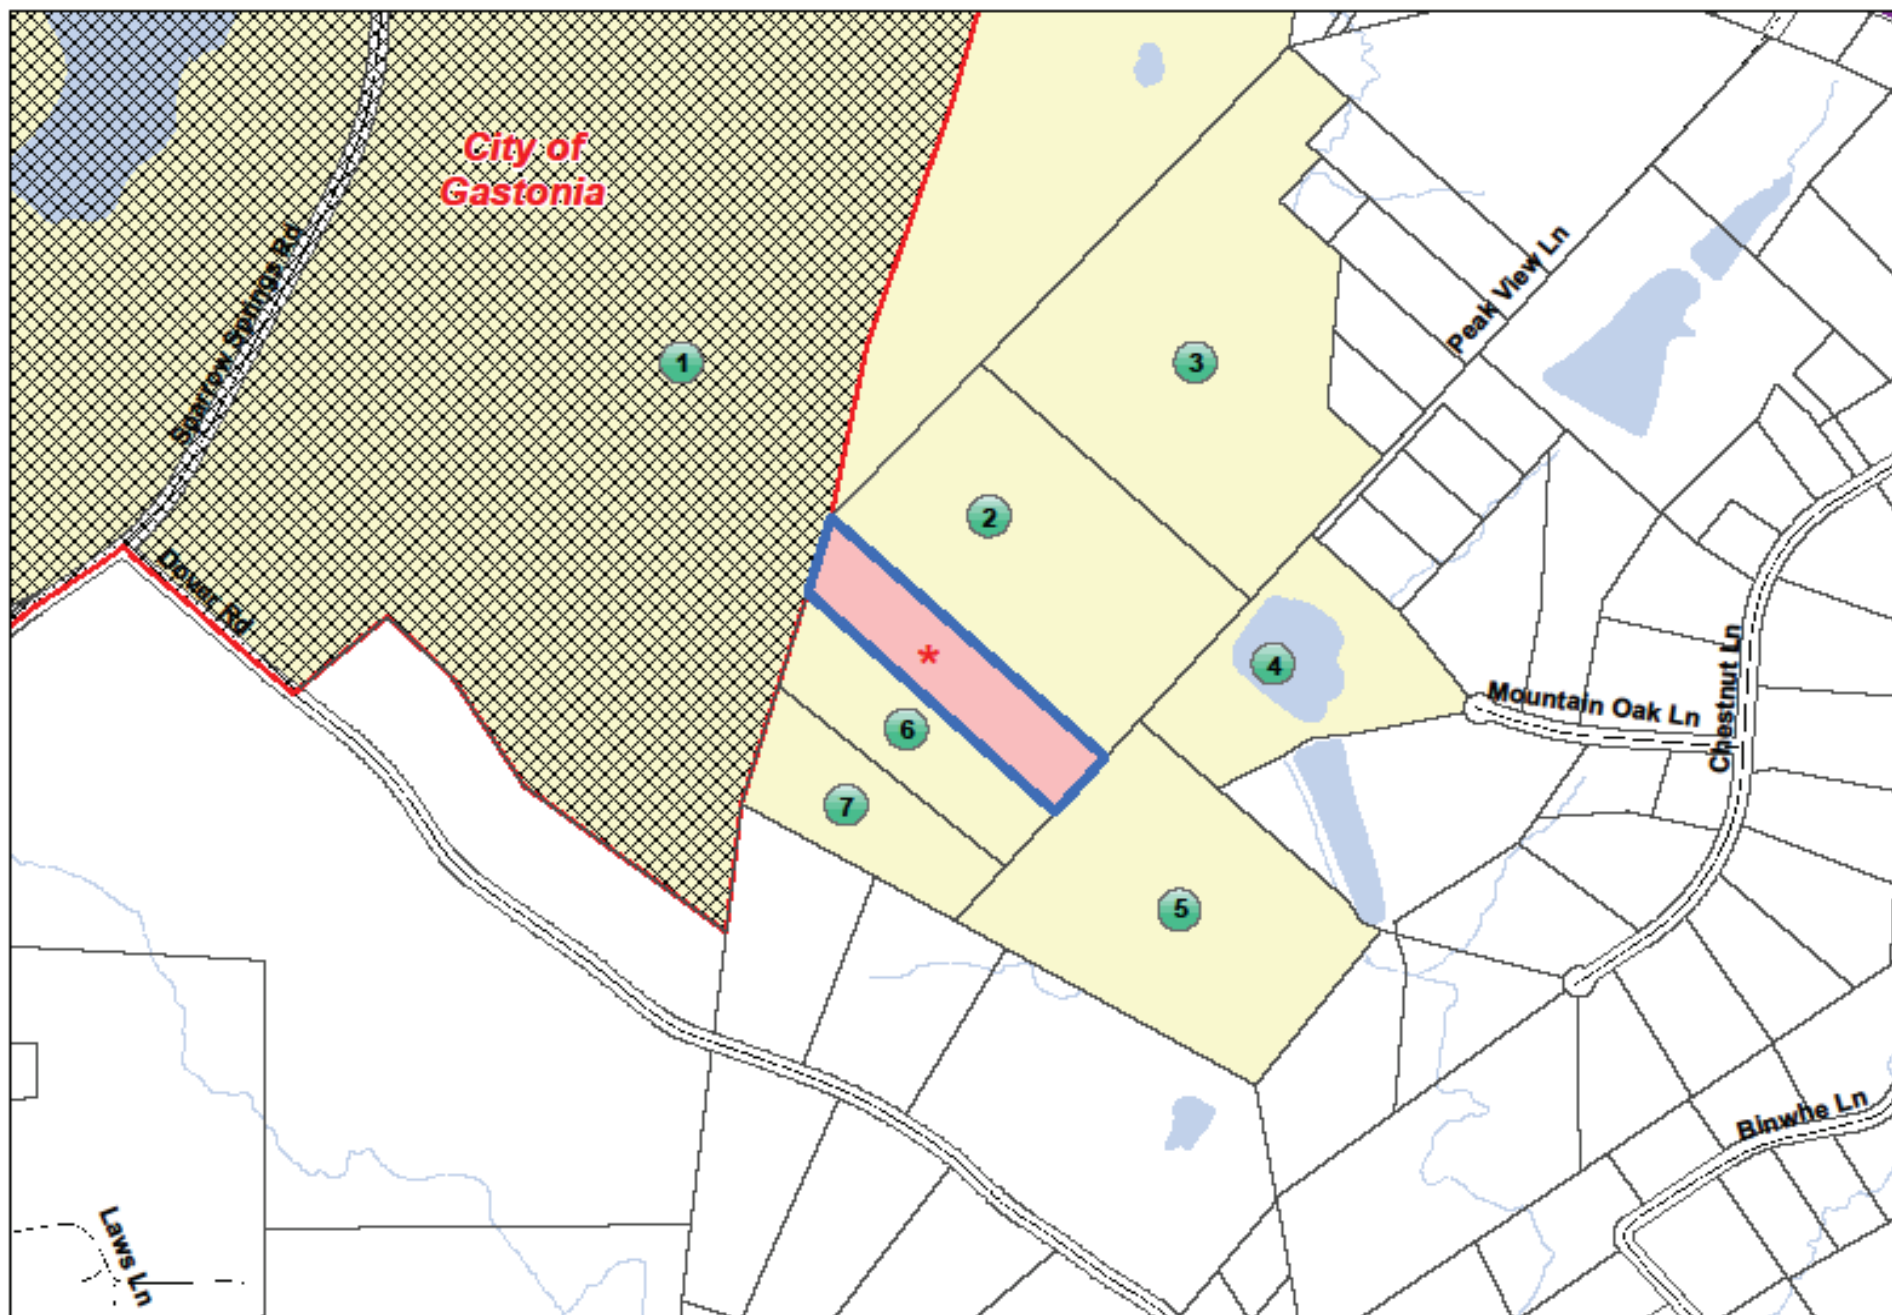 City of
Gastonia
Sparrow Springs Rd
Peak View Ln
1
3
2
Dover Rd
*
4
6
Mountain Oak Ln
Chestnut Ln
7
5
Binwhe Ln
Laws Ln